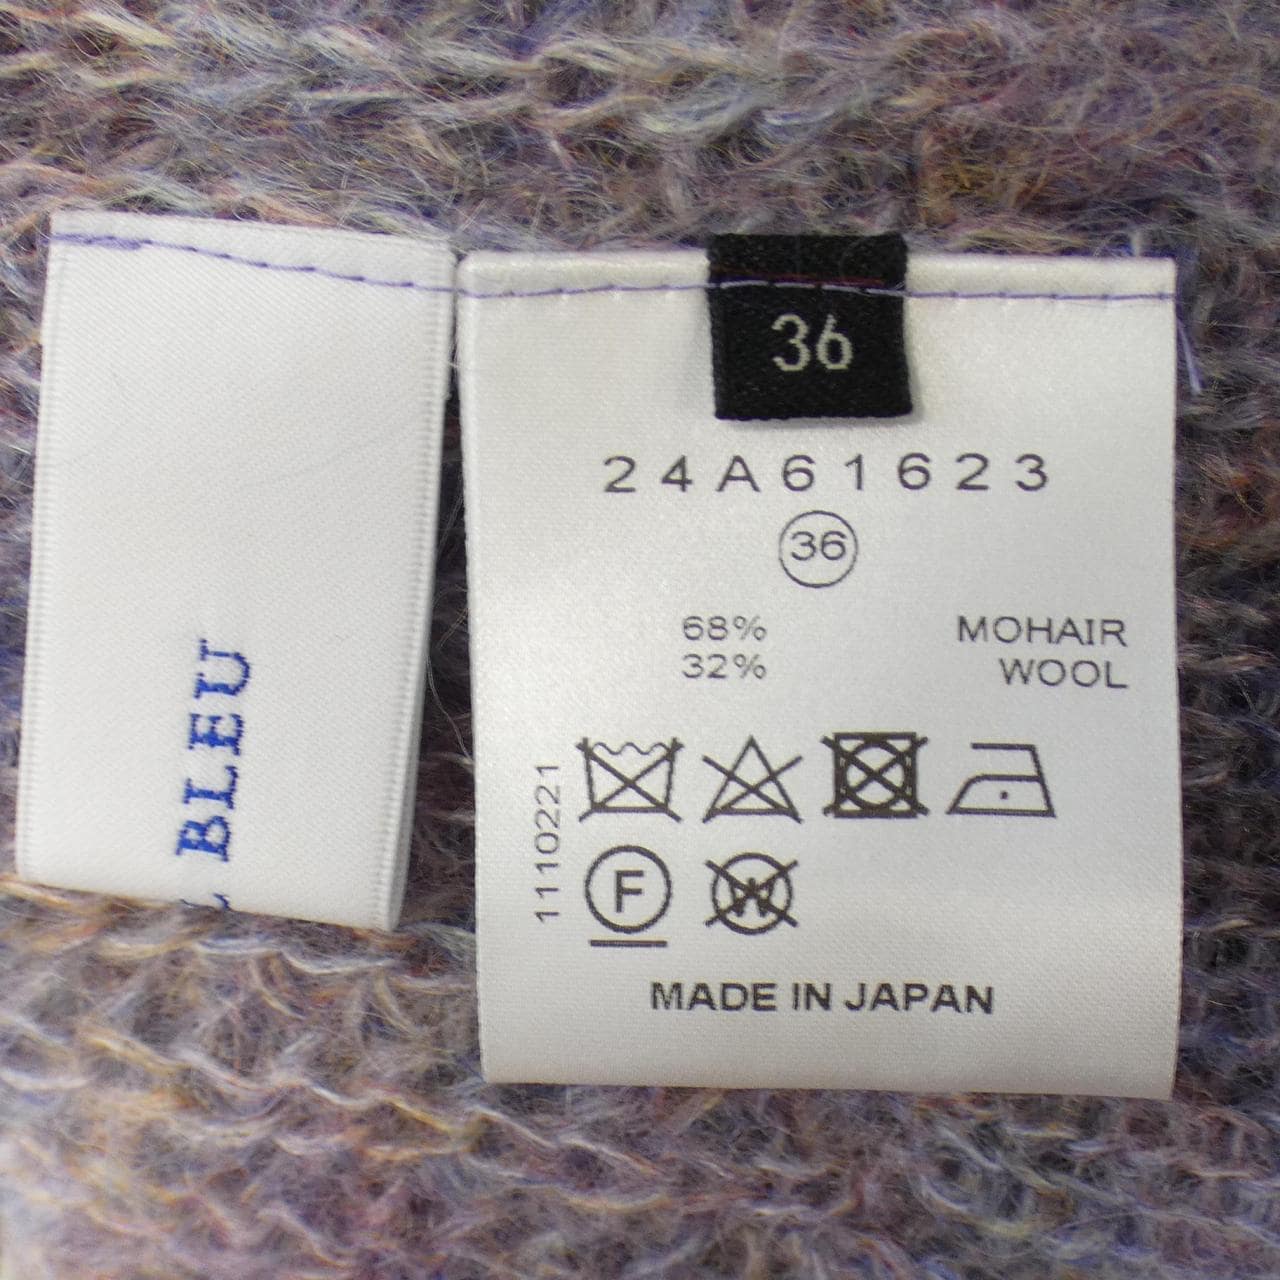 BLEU
36
24A61623
36
68% MOHAIR
32% WOOL
1110221
F
W
MADE IN JAPAN